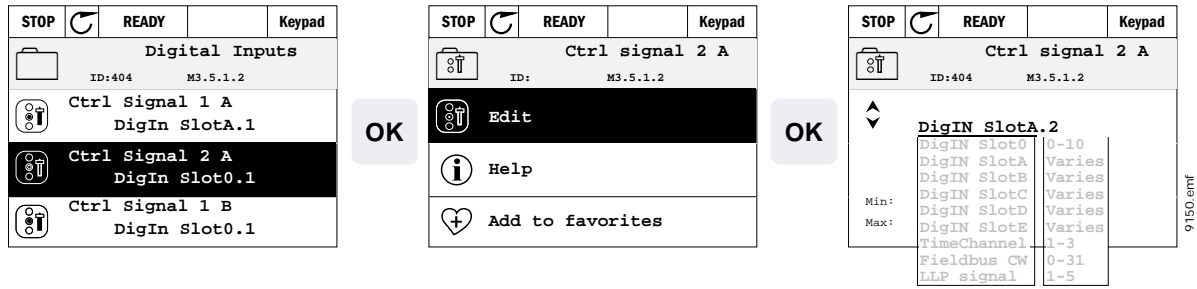 STOP READY Keypad
Digital Inputs
ID:404 M3.5.1.2
Ctrl Signal 1 A
DigIn SlotA.1
Ctrl Signal 2 A
DigIn Slot0.1
Ctrl Signal 1 B
DigIn Slot0.1
OK
STOP READY Keypad
Ctrl signal 2 A
ID: M3.5.1.2
Edit
Help
Add to favorites
OK
STOP READY Keypad
Ctrl signal 2 A
ID:404 M3.5.1.2
DigIN SlotA.2
DigIN Slot0 0-10
DigIN SlotA Varies
DigIN SlotB Varies
DigIN SlotC Varies
Min:
DigIN SlotD Varies
Max:
DigIN SlotE Varies
TimeChannel 1-3
Fieldbus CW 0-31
LLP signal 1-5
9150.emf